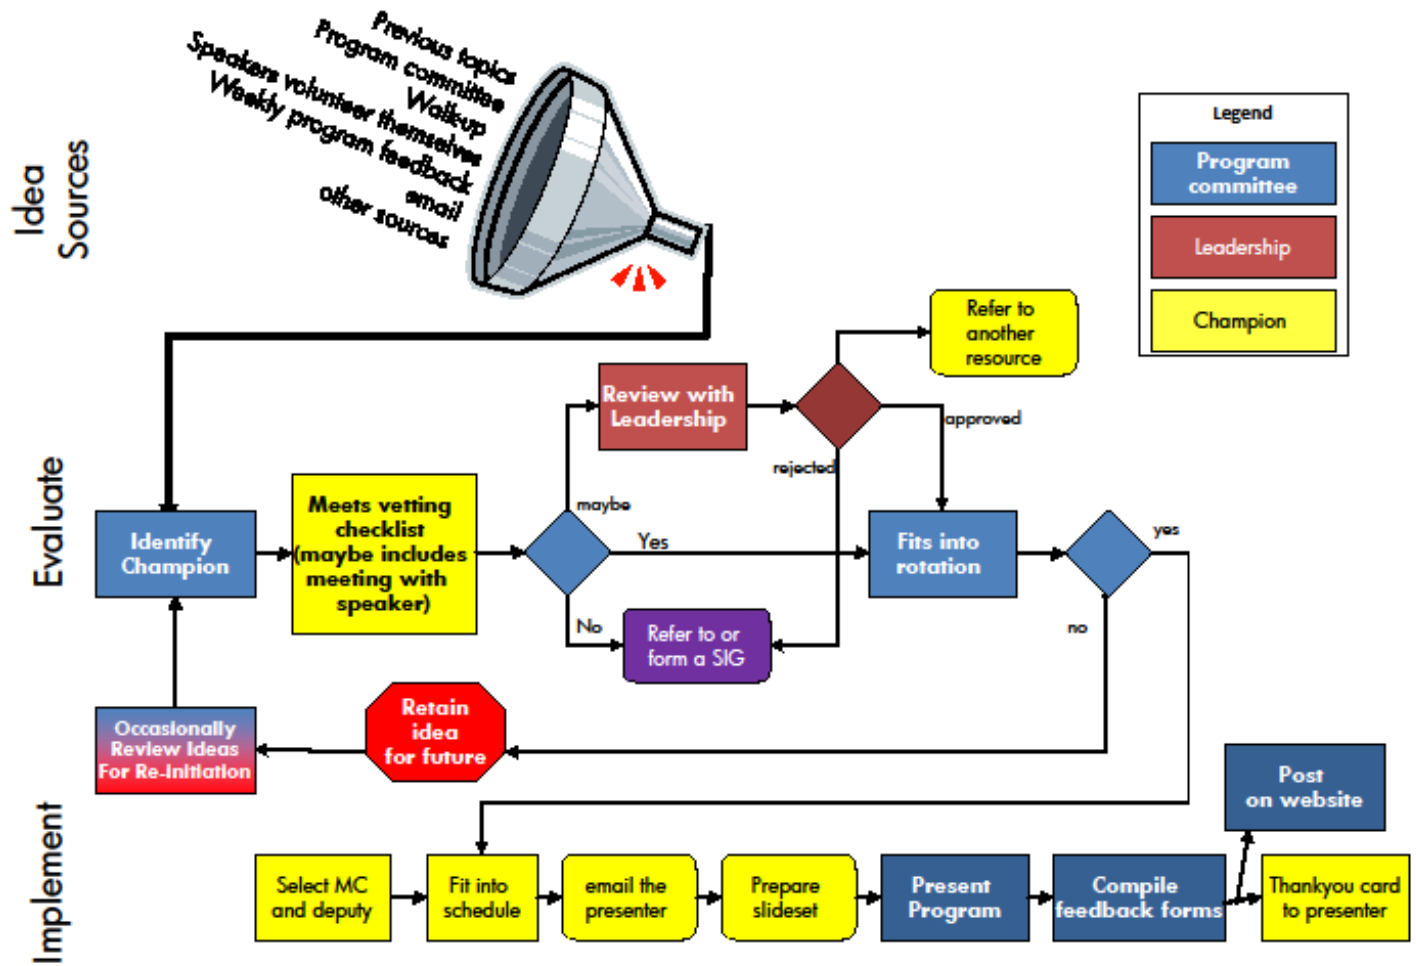 Previous topics
Program committee
Walk-up
Speakers volunteer themselves
Weekly program feedback
email
other sources
Idea
Sources
Legend
Program
committee
Leadership
Champion
Refer to
another
resource
Review with
Leadership
approved
rejected
Evaluate
Identify
Champion
Meets vetting
checklist
(maybe includes
meeting with
speaker)
maybe
Yes
No
Fits into
rotation
yes
no
Refer to or
form a SIG
Occasionally
Review Ideas
For Re-Initiation
Retain
idea
for future
Implement
Post
on website
Select MC
and deputy
Fit into
schedule
email the
presenter
Prepare
slideset
Present
Program
Compile
feedback forms
Thankyou card
to presenter